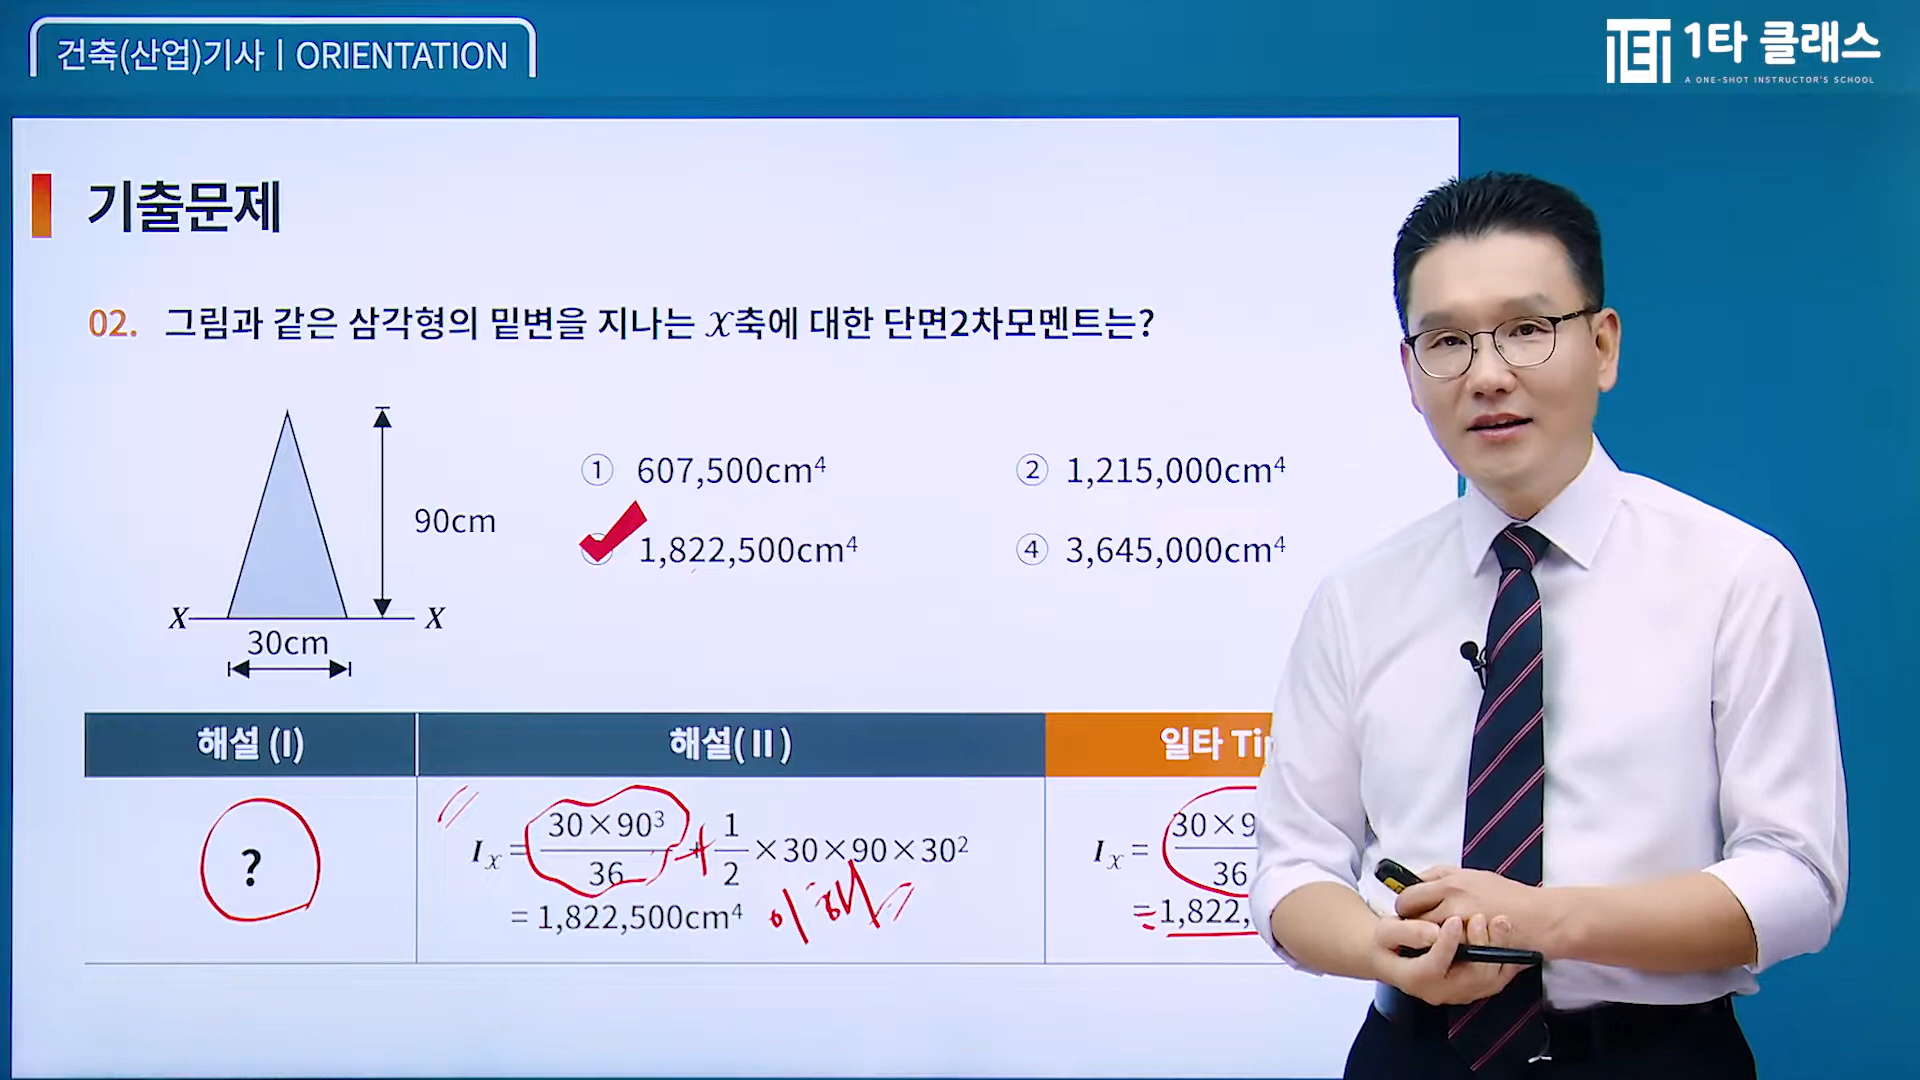 건축(산업)기사 | ORIENTATION
1타 클래스
A ONE-SHOT INSTRUCTOR'S SCHOOL
기출문제
02. 그림과 같은 삼각형의 밑변을 지나는 x축에 대한 단면2차모멘트는?
① 607,500cm⁴ ② 1,215,000cm⁴
1,822,500cm⁴ ④ 3,645,000cm⁴
90cm
X X
30cm
해설 (I) 해설(II) 일타
?
Iₓ = 30×90³/36 + 1/2 ×30×90×30²
= 1,822,500cm⁴
이해
Iₓ = 30×9 /36
= 1,822,